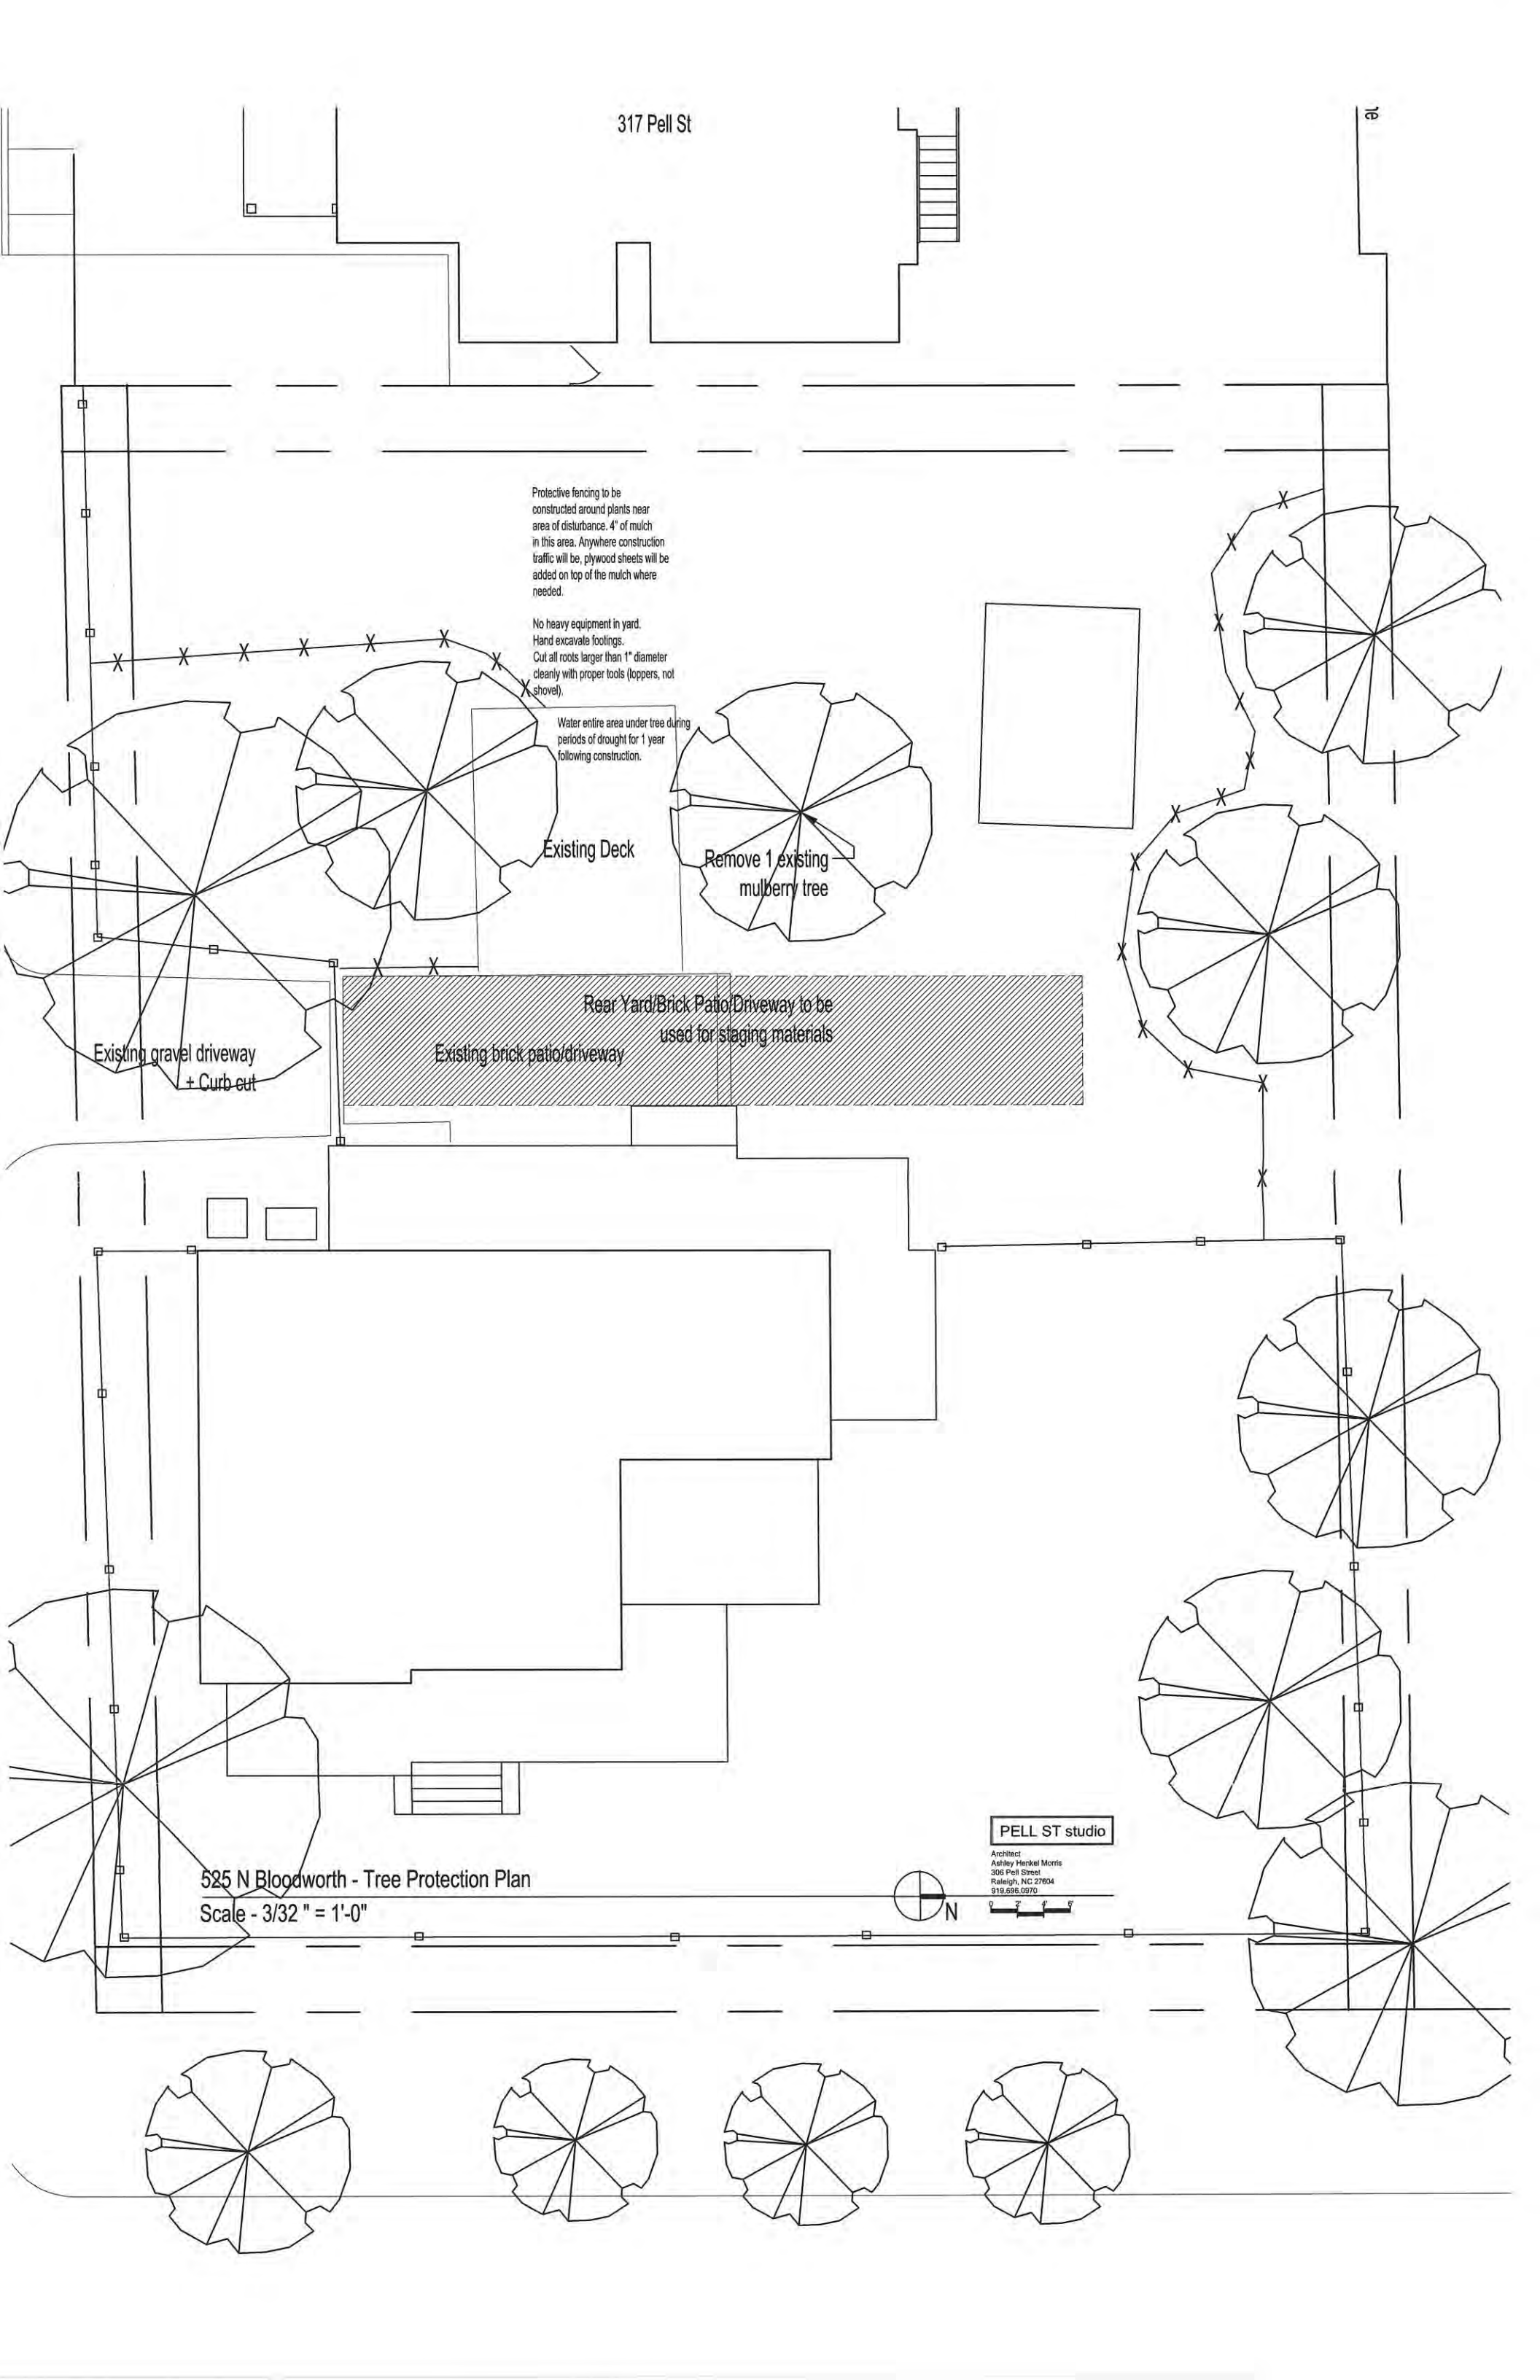 317 Pell St
ne
Protective fencing to be
constructed around plants near
area of disturbance. 4" of mulch
in this area. Anywhere construction
traffic will be, plywood sheets will be
added on top of the mulch where
needed.
No heavy equipment in yard.
Hand excavate footings.
Cut all roots larger than 1" diameter
cleanly with proper tools (loppers, not
shovel).
Water entire area under tree during
periods of drought for 1 year
following construction.
Existing Deck
Remove 1 existing
mulberry tree
Rear Yard/Brick Patio/Driveway to be
used for staging materials
Existing brick patio/driveway
Existing gravel driveway
+ Curb cut
PELL ST studio
Architect
Ashley Henkel Morris
306 Pell Street
Raleigh, NC 27604
919.696.0970
0 2' 4' 8'
N
525 N Bloodworth - Tree Protection Plan
Scale - 3/32 " = 1'-0"